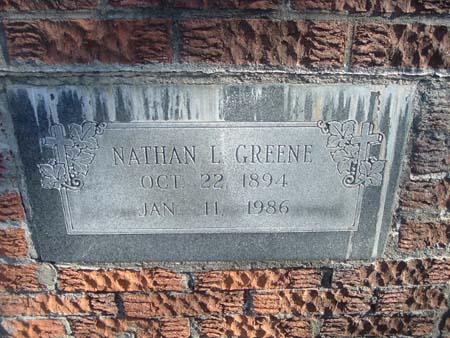 NATHAN L. GREENE
OCT. 22, 1894
JAN. 11, 1986